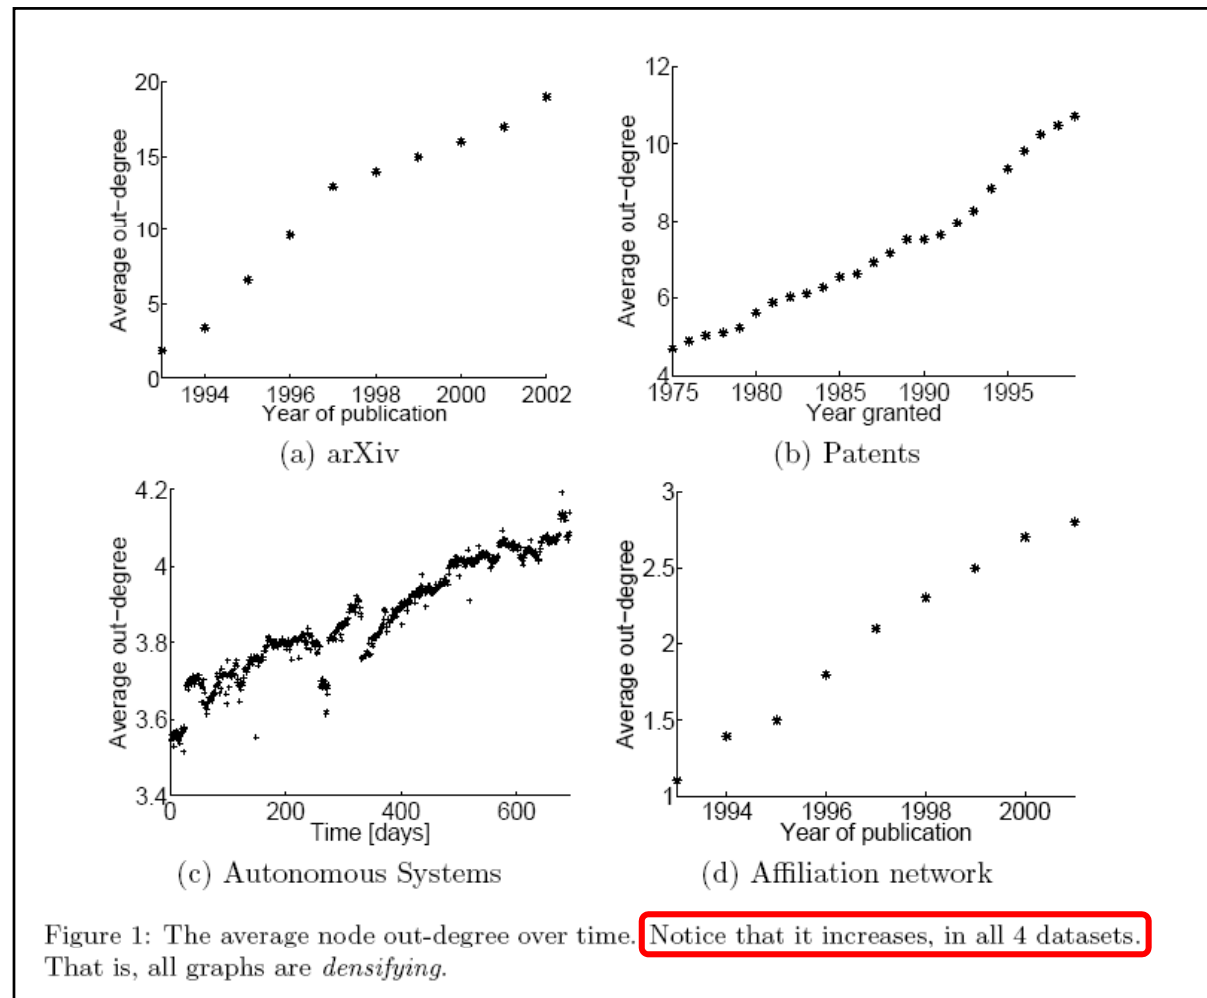 20
15
10
5
0
Average out-degree
1994 1996 1998 2000 2002
Year of publication
(a) arXiv
12
10
8
6
4
Average out-degree
1975 1980 1985 1990 1995
Year granted
(b) Patents
4.2
4
3.8
3.6
3.4
Average out-degree
0 200 400 600
Time [days]
(c) Autonomous Systems
3
2.5
2
1.5
1
Average out-degree
1994 1996 1998 2000
Year of publication
(d) Affiliation network
Figure 1: The average node out-degree over time. Notice that it increases, in all 4 datasets.
That is, all graphs are densifying.